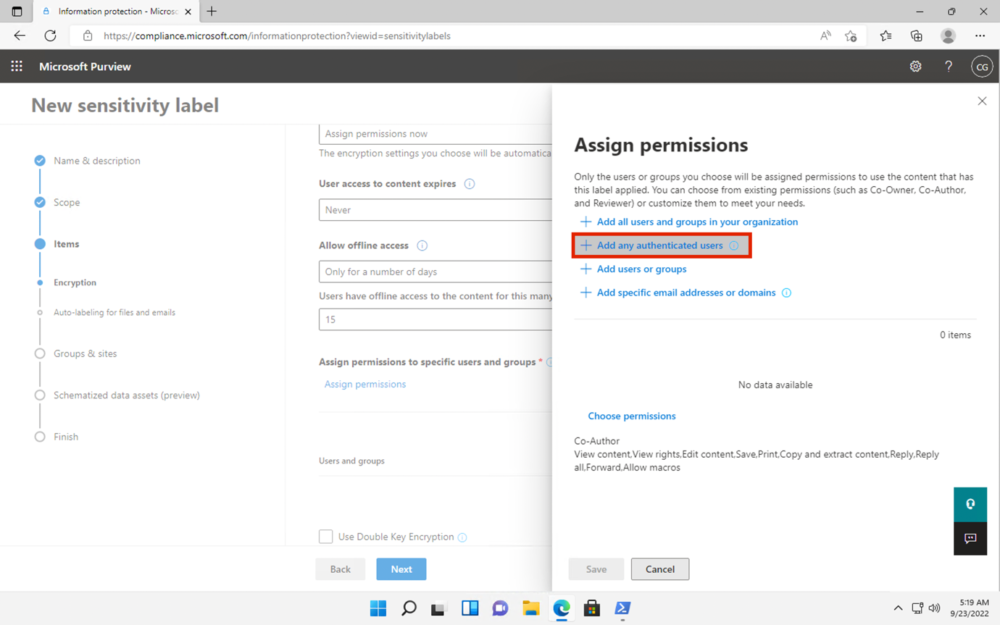 Information protection - Microso
https://compliance.microsoft.com/informationprotection?viewid=sensitivitylabels
Microsoft Purview
CG
New sensitivity label
Name & description
Scope
Items
Encryption
Auto-labeling for files and emails
Groups & sites
Schematized data assets (preview)
Finish
Assign permissions now
The encryption settings you choose will be automatica
User access to content expires
Never
Allow offline access
Only for a number of days
Users have offline access to the content for this many
15
Assign permissions to specific users and groups *
Assign permissions
Users and groups
Use Double Key Encryption
Back
Next
Assign permissions
Only the users or groups you choose will be assigned permissions to use the content that has
this label applied. You can choose from existing permissions (such as Co-Owner, Co-Author,
and Reviewer) or customize them to meet your needs.
Add all users and groups in your organization
Add any authenticated users
Add users or groups
Add specific email addresses or domains
0 items
No data available
Choose permissions
Co-Author
View content,View rights,Edit content,Save,Print,Copy and extract content,Reply,Reply
all,Forward,Allow macros
Save
Cancel
5:19 AM
9/23/2022